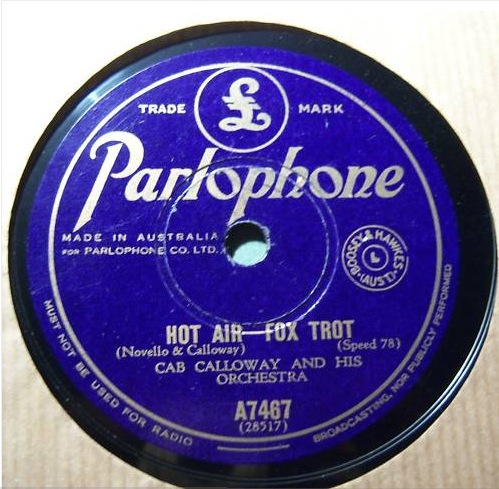 TRADE MARK
£
Parlophone
MADE IN AUSTRALIA
FOR PARLOPHONE CO. LTD.
BOOSEY & HAWKES
L
(AUST)
HOT AIR—FOX TROT
(Novello & Calloway) (Speed 78)
CAB CALLOWAY AND HIS
ORCHESTRA
A7467
(28517)
MUST NOT BE USED FOR RADIO BROADCASTING, NOR PUBLICLY PERFORMED